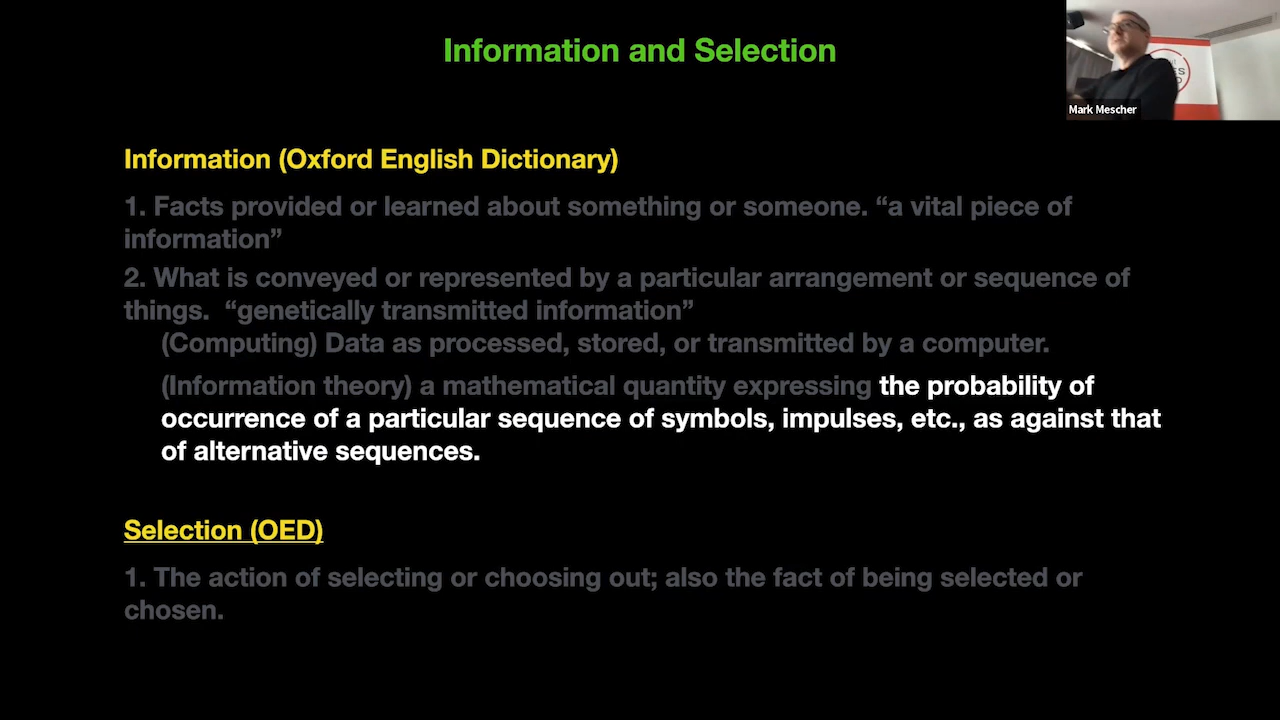 Information and Selection
Mark Mescher
Information (Oxford English Dictionary)
1. Facts provided or learned about something or someone. “a vital piece of
information”
2. What is conveyed or represented by a particular arrangement or sequence of
things.  “genetically transmitted information”
(Computing) Data as processed, stored, or transmitted by a computer.
(Information theory) a mathematical quantity expressing the probability of
occurrence of a particular sequence of symbols, impulses, etc., as against that
of alternative sequences.
Selection (OED)
1. The action of selecting or choosing out; also the fact of being selected or
chosen.